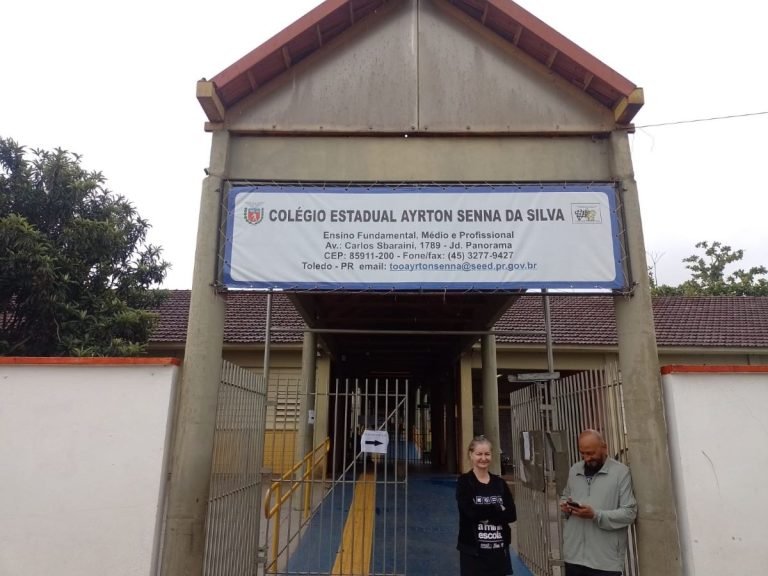 COLÉGIO ESTADUAL AYRTON SENNA DA SILVA
Ensino Fundamental, Médio e Profissional
Av.: Carlos Sbaraini, 1789 - Jd. Panorama
CEP: 85911-200 - Fone/fax: (45) 3277-9427
Toledo - PR email: tooayrtonsenna@seed.pr.gov.br
escola